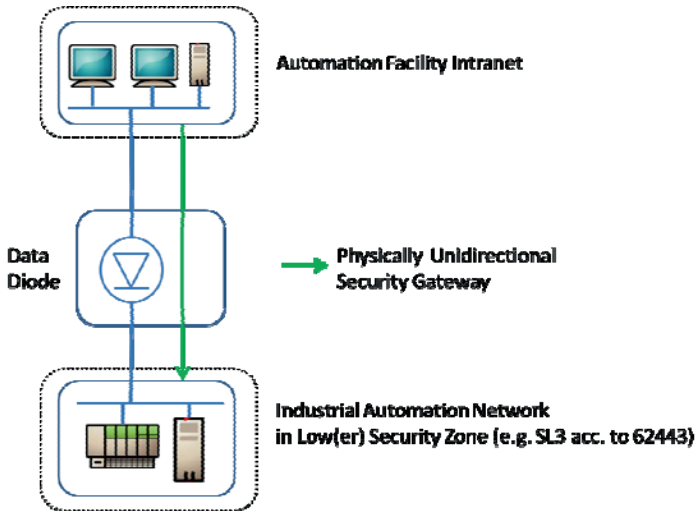 Automation Facility Intranet
Data
Diode
Physically Unidirectional
Security Gateway
Industrial Automation Network
in Low(er) Security Zone (e.g. SL3 acc. to 62443)